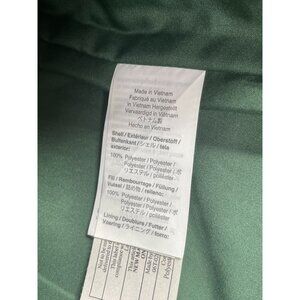 Made in Vietnam
Fabriqué au Vietnam
In Vietnam Hergestellt
Vervaardigd in Vietnam
ベトナム製
Hecho en Vietnam
Shell / Extérieur / Oberstoff /
Buitenkant / シェル / tela
exterior:
100% Polyester / Polyester /
Polyester / Polyester / ポ
リエステル / poliéster
Fill / Rembourrage / Füllung /
Vulsel / 詰め物 / relleno:
100% Polyester / Polyester /
Polyester / Polyester / ポ
リエステル / poliéster
Lining / Doublure / Futter /
Voering / ライニング / forro: